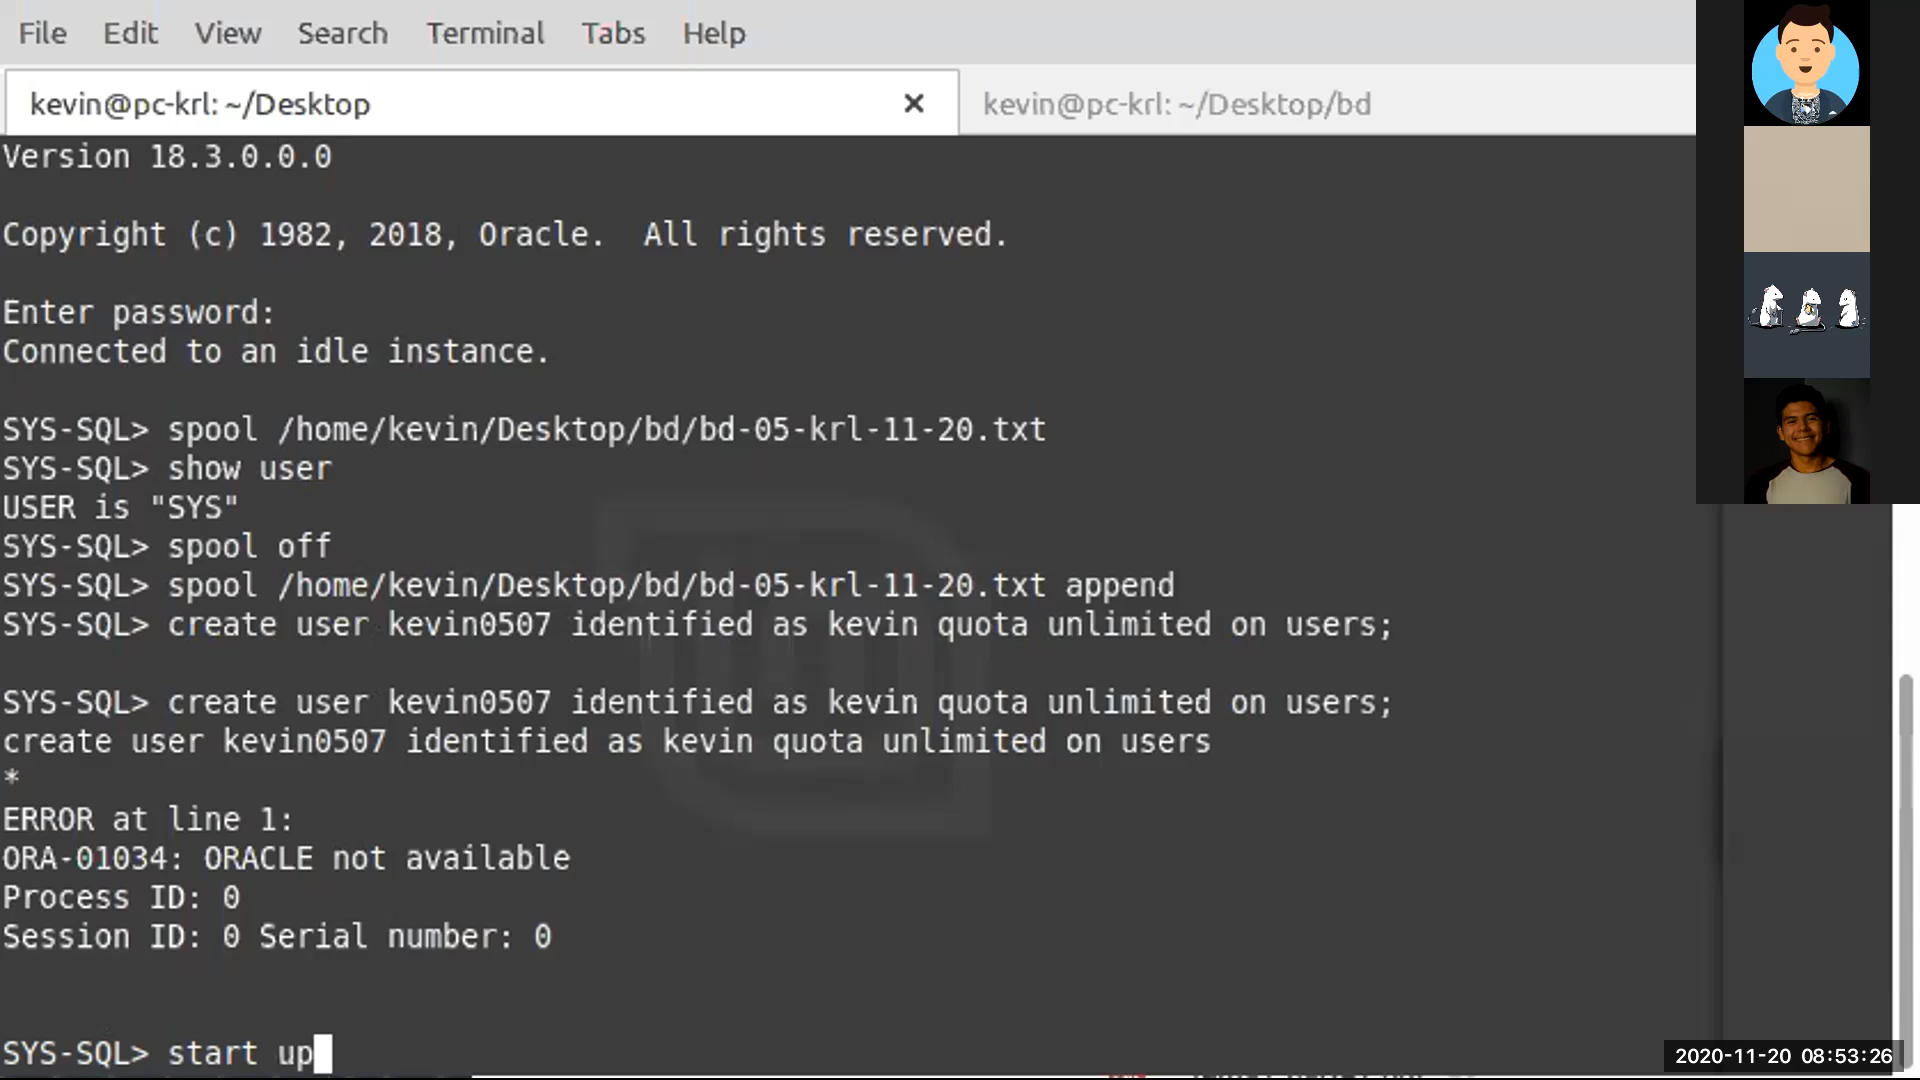 File Edit View Search Terminal Tabs Help
kevin@pc-krl: ~/Desktop × kevin@pc-krl: ~/Desktop/bd
Version 18.3.0.0.0
Copyright (c) 1982, 2018, Oracle.  All rights reserved.
Enter password:
Connected to an idle instance.
SYS-SQL> spool /home/kevin/Desktop/bd/bd-05-krl-11-20.txt
SYS-SQL> show user
USER is "SYS"
SYS-SQL> spool off
SYS-SQL> spool /home/kevin/Desktop/bd/bd-05-krl-11-20.txt append
SYS-SQL> create user kevin0507 identified as kevin quota unlimited on users;
SYS-SQL> create user kevin0507 identified as kevin quota unlimited on users;
create user kevin0507 identified as kevin quota unlimited on users
*
ERROR at line 1:
ORA-01034: ORACLE not available
Process ID: 0
Session ID: 0 Serial number: 0
SYS-SQL> start up
2020-11-20 08:53:26